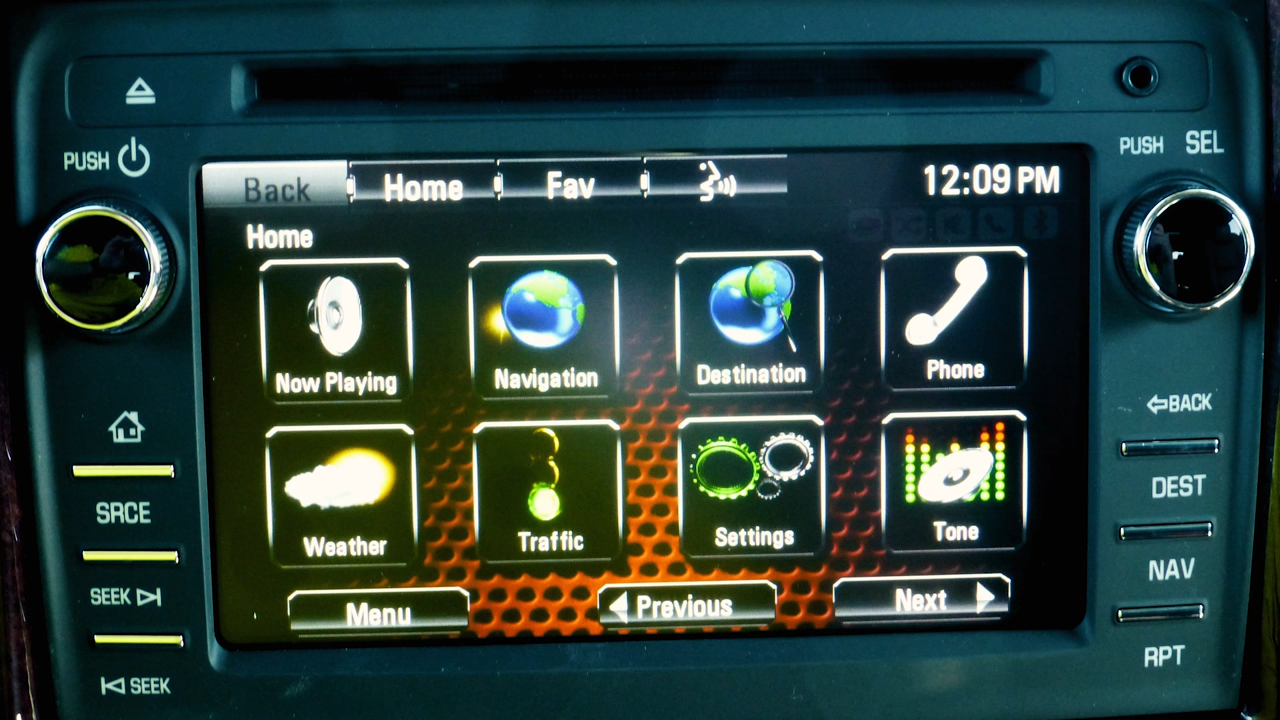 PUSH
PUSH SEL
Back Home Fav
12:09 PM
Home
Now Playing
Navigation
Destination
Phone
Weather
Traffic
Settings
Tone
Menu
Previous
Next
SRCE
SEEK
SEEK
BACK
DEST
NAV
RPT